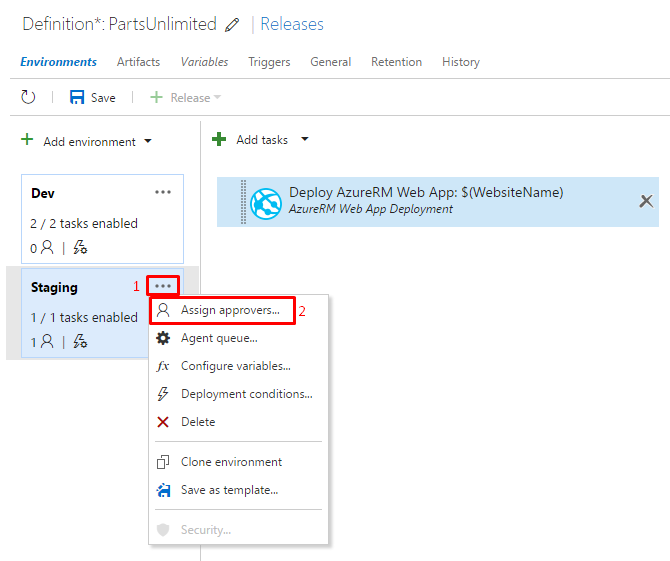 Definition*: PartsUnlimited | Releases
Environments Artifacts Variables Triggers General Retention History
Save Release
Add environment Add tasks
Dev
2 / 2 tasks enabled
0 |
Deploy AzureRM Web App: $(WebsiteName)
AzureRM Web App Deployment
Staging 1
1 / 1 tasks enabled
1 |
Assign approvers... 2
Agent queue...
fx Configure variables...
Deployment conditions...
Delete
Clone environment
Save as template...
Security...